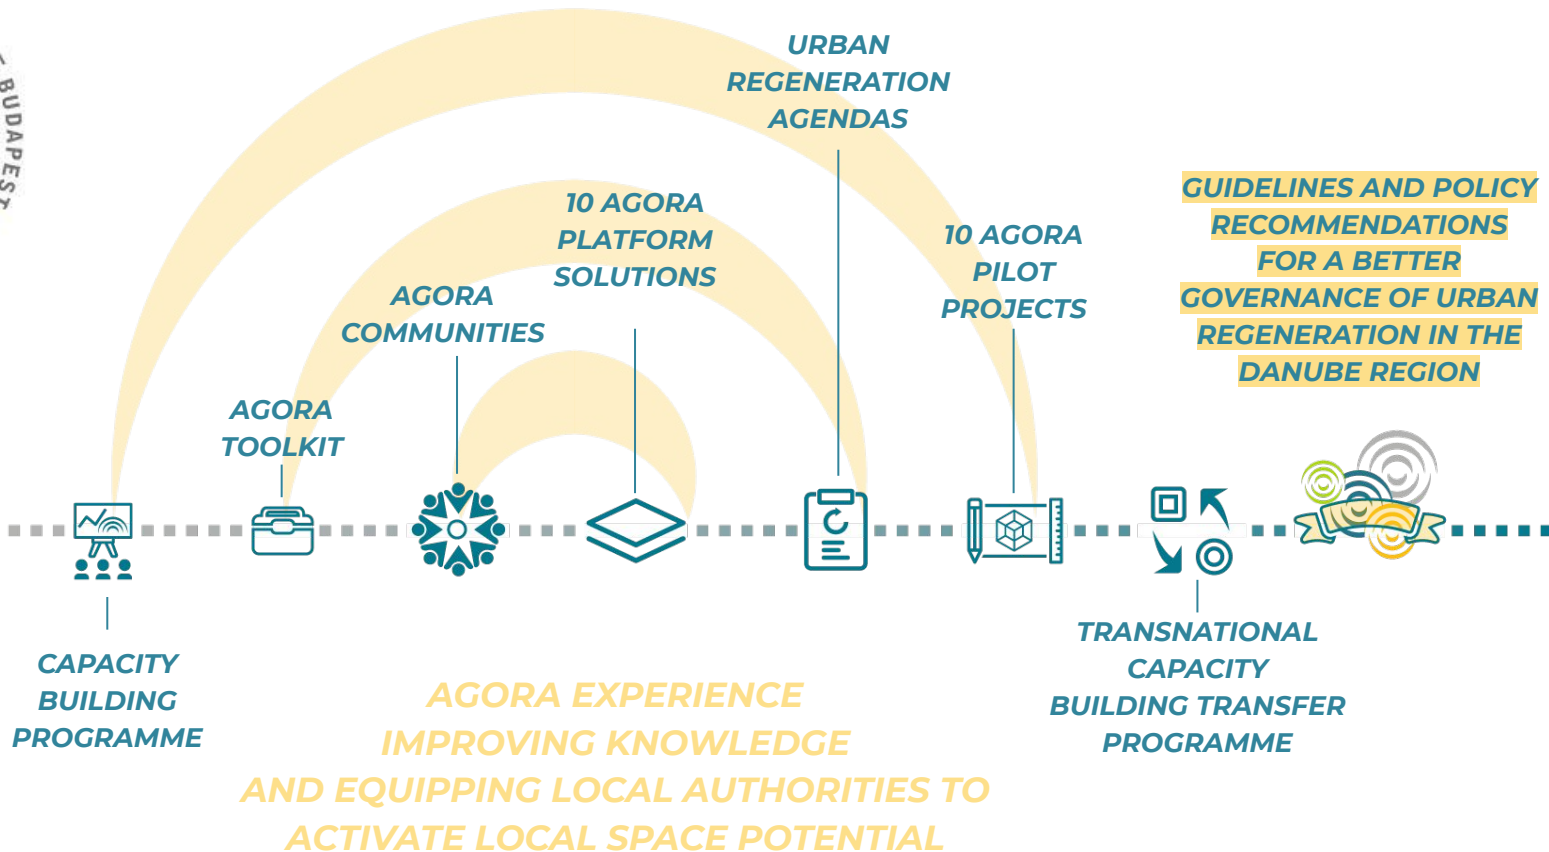 BUDAPEST
URBAN
REGENERATION
AGENDAS
10 AGORA
PLATFORM
SOLUTIONS
AGORA
COMMUNITIES
AGORA
TOOLKIT
10 AGORA
PILOT
PROJECTS
GUIDELINES AND POLICY
RECOMMENDATIONS
FOR A BETTER
GOVERNANCE OF URBAN
REGENERATION IN THE
DANUBE REGION
CAPACITY
BUILDING
PROGRAMME
AGORA EXPERIENCE
IMPROVING KNOWLEDGE
AND EQUIPPING LOCAL AUTHORITIES TO
ACTIVATE LOCAL SPACE POTENTIAL
TRANSNATIONAL
CAPACITY
BUILDING TRANSFER
PROGRAMME